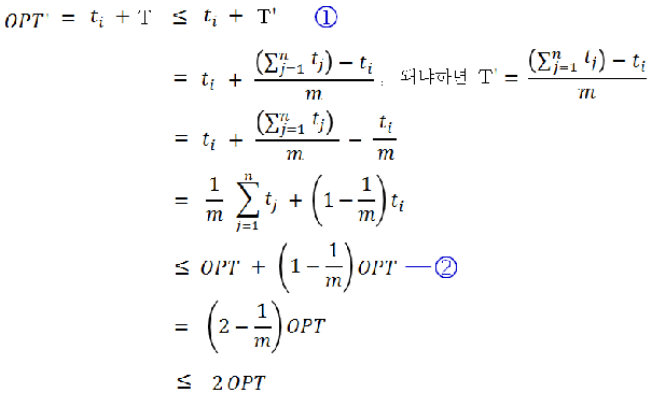 OPT' = t_i + T ≤ t_i + T' ①
= t_i + ((∑_{j=1}^{n} t_j) − t_i) / m , 왜냐하면 T' = ((∑_{j=1}^{n} t_j) − t_i) / m
= t_i + (∑_{j=1}^{n} t_j) / m − t_i / m
= 1/m ∑_{j=1}^{n} t_j + (1 − 1/m) t_i
≤ OPT + (1 − 1/m) OPT — ②
= (2 − 1/m) OPT
≤ 2 OPT